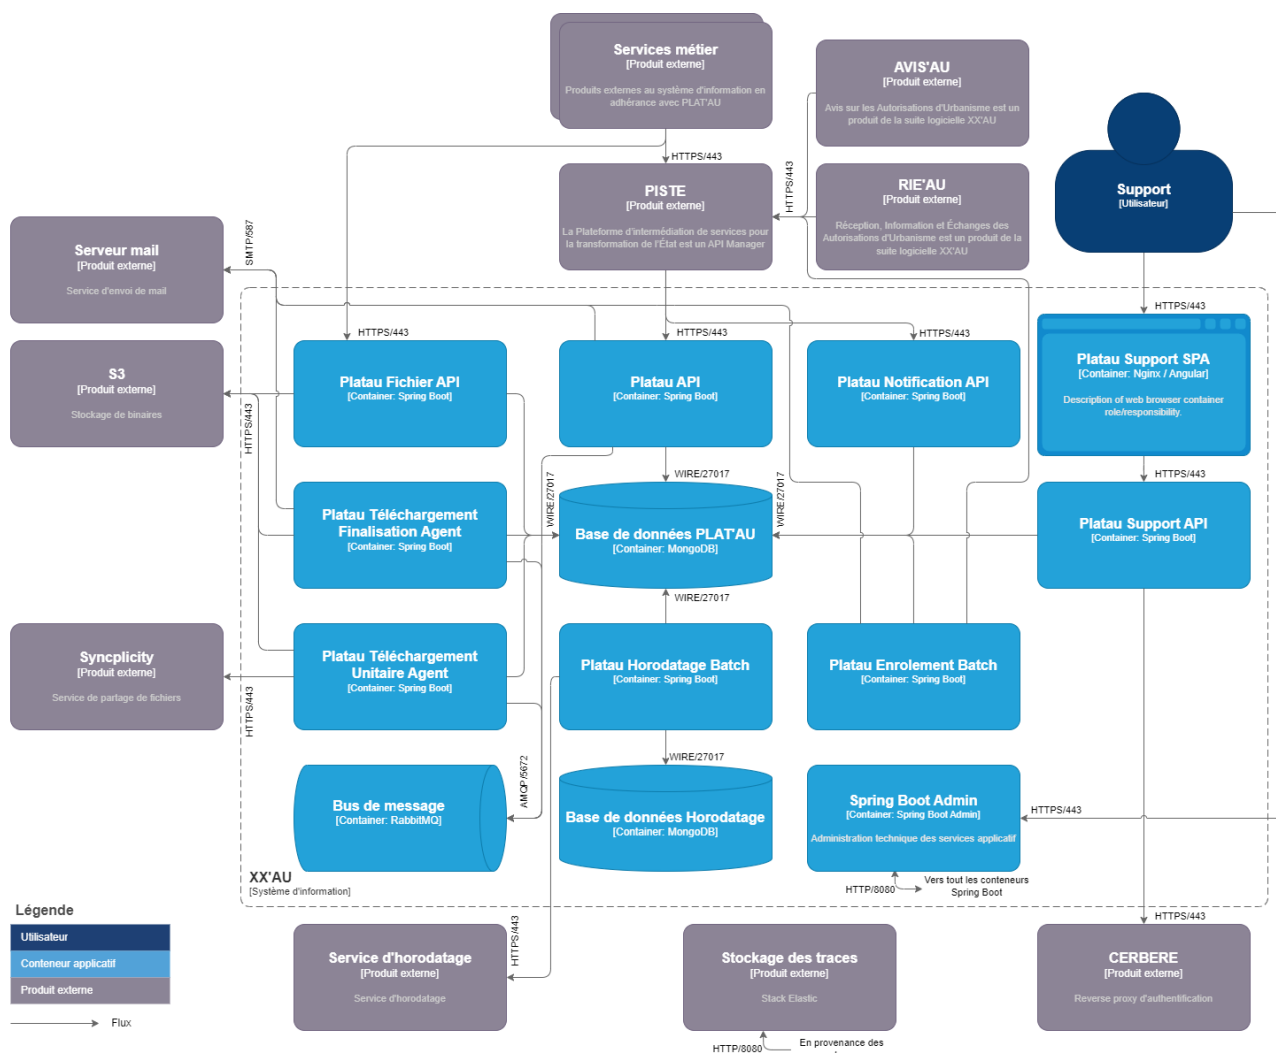 Services métier
[Produit externe]
Produits externes au système d'information en
adhérance avec PLAT'AU
AVIS'AU
[Produit externe]
Avis sur les Autorisations d'Urbanisme est un
produit de la suite logicielle XX'AU
HTTPS/443
HTTPS/443
PISTE
[Produit externe]
La Plateforme d'intermédiation de services pour
la transformation de l'État est un API Manager
RIE'AU
[Produit externe]
Réception, Information et Échanges des
Autorisations d'Urbanisme est un produit de la
suite logicielle XX'AU
Support
[Utilisateur]
Serveur mail
[Produit externe]
Service d'envoi de mail
SMTP/587
HTTPS/443
HTTPS/443
HTTPS/443
HTTPS/443
S3
[Produit externe]
Stockage de binaires
HTTPS/443
Platau Fichier API
[Container: Spring Boot]
Platau API
[Container: Spring Boot]
Platau Notification API
[Container: Spring Boot]
Platau Support SPA
[Container: Nginx / Angular]
Description of web browser container
role/responsibility.
WIRE/27017
HTTPS/443
WIRE/27017
WIRE/27017
Platau Téléchargement
Finalisation Agent
[Container: Spring Boot]
Base de données PLAT'AU
[Container: MongoDB]
Platau Support API
[Container: Spring Boot]
WIRE/27017
Syncplicity
[Produit externe]
Service de partage de fichiers
HTTPS/443
Platau Téléchargement
Unitaire Agent
[Container: Spring Boot]
Platau Horodatage Batch
[Container: Spring Boot]
Platau Enrolement Batch
[Container: Spring Boot]
WIRE/27017
AMQP/5672
Bus de message
[Container: RabbitMQ]
Base de données Horodatage
[Container: MongoDB]
Spring Boot Admin
[Container: Spring Boot Admin]
Administration technique des services applicatif
HTTPS/443
XX'AU
[Système d'information]
HTTP/8080
Vers tout les conteneurs
Spring Boot
Légende
Utilisateur
Conteneur applicatif
Produit externe
Flux
HTTPS/443
HTTPS/443
Service d'horodatage
[Produit externe]
Service d'horodatage
Stockage des traces
[Produit externe]
Stack Elastic
CERBERE
[Produit externe]
Reverse proxy d'authentification
HTTP/8080
En provenance des